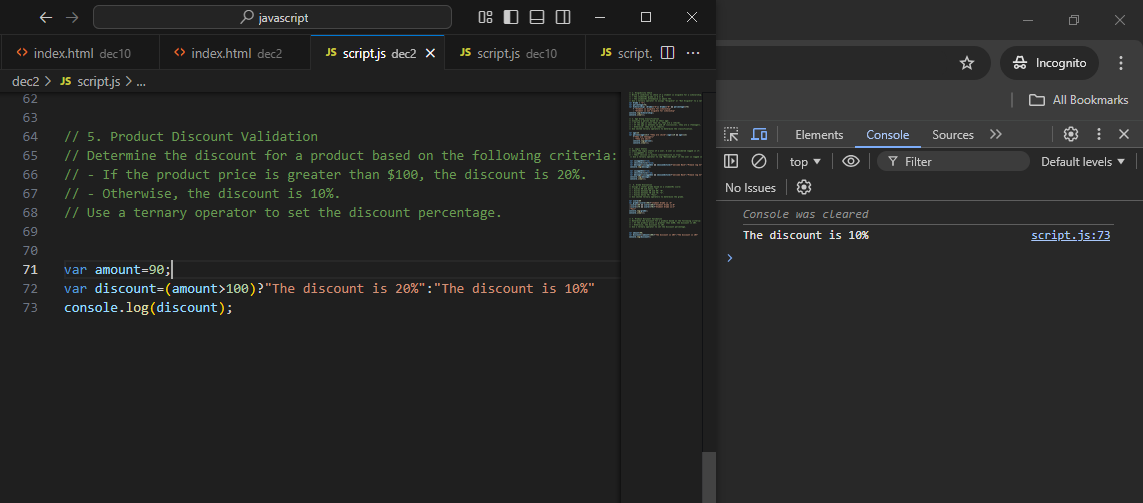 javascript
index.html dec10
index.html dec2
JS script.js dec2
JS script.js dec10
JS script.
dec2 > JS script.js > ...
62
63
64 // 5. Product Discount Validation
65 // Determine the discount for a product based on the following criteria:
66 // - If the product price is greater than $100, the discount is 20%.
67 // - Otherwise, the discount is 10%.
68 // Use a ternary operator to set the discount percentage.
69
70
71 var amount=90;
72 var discount=(amount>100)?"The discount is 20%":"The discount is 10%"
73 console.log(discount);
Incognito
All Bookmarks
Elements Console Sources
top
Filter
Default levels
No Issues
Console was cleared
The discount is 10% script.js:73